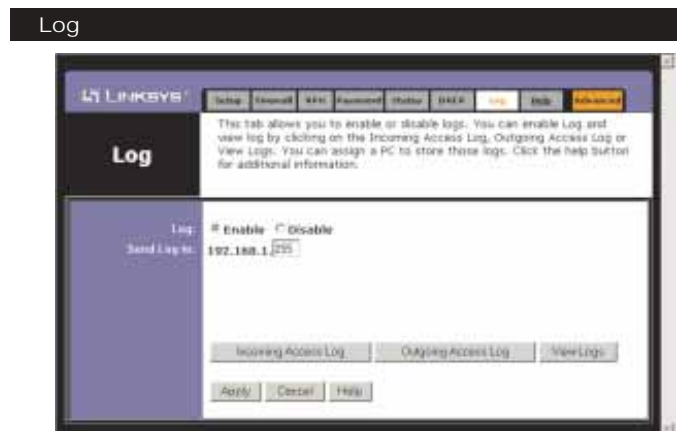 Log
LINKSYS
Setup Firewall VPN Password Status DHCP Log Help Advanced
Log
This tab allows you to enable or disable logs. You can enable Log and
view log by clicking on the Incoming Access Log, Outgoing Access Log or
View Logs. You can assign a PC to store those logs. Click the help button
for additional information.
Log: Enable Disable
Send Log to: 192.168.1.255
Incoming Access Log Outgoing Access Log View Logs
Apply Cancel Help